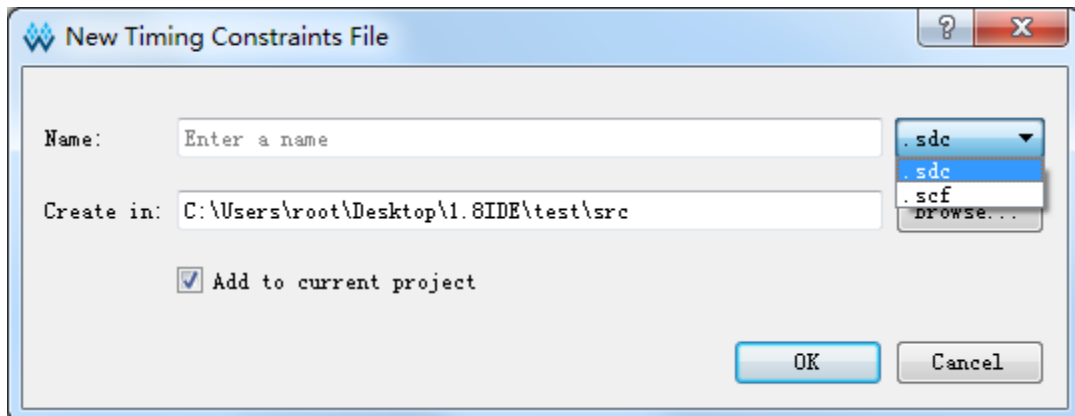 New Timing Constraints File
Name: Enter a name .sdc
.sdc
.scf
Create in: C:\Users\root\Desktop\1.8IDE\test\src Browse...
Add to current project
OK Cancel